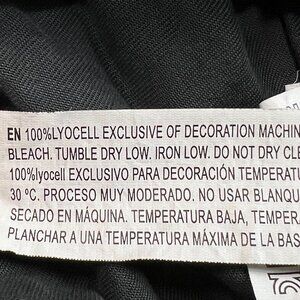 EN 100%LYOCELL EXCLUSIVE OF DECORATION MACHIN
BLEACH. TUMBLE DRY LOW. IRON LOW. DO NOT DRY CLE
100%lyocell EXCLUSIVO PARA DECORACIÓN TEMPERATU
30 °C. PROCESO MUY MODERADO. NO USAR BLANQU
SECADO EN MÁQUINA. TEMPERATURA BAJA, TEMPER
PLANCHAR A UNA TEMPERATURA MÁXIMA DE LA BAS